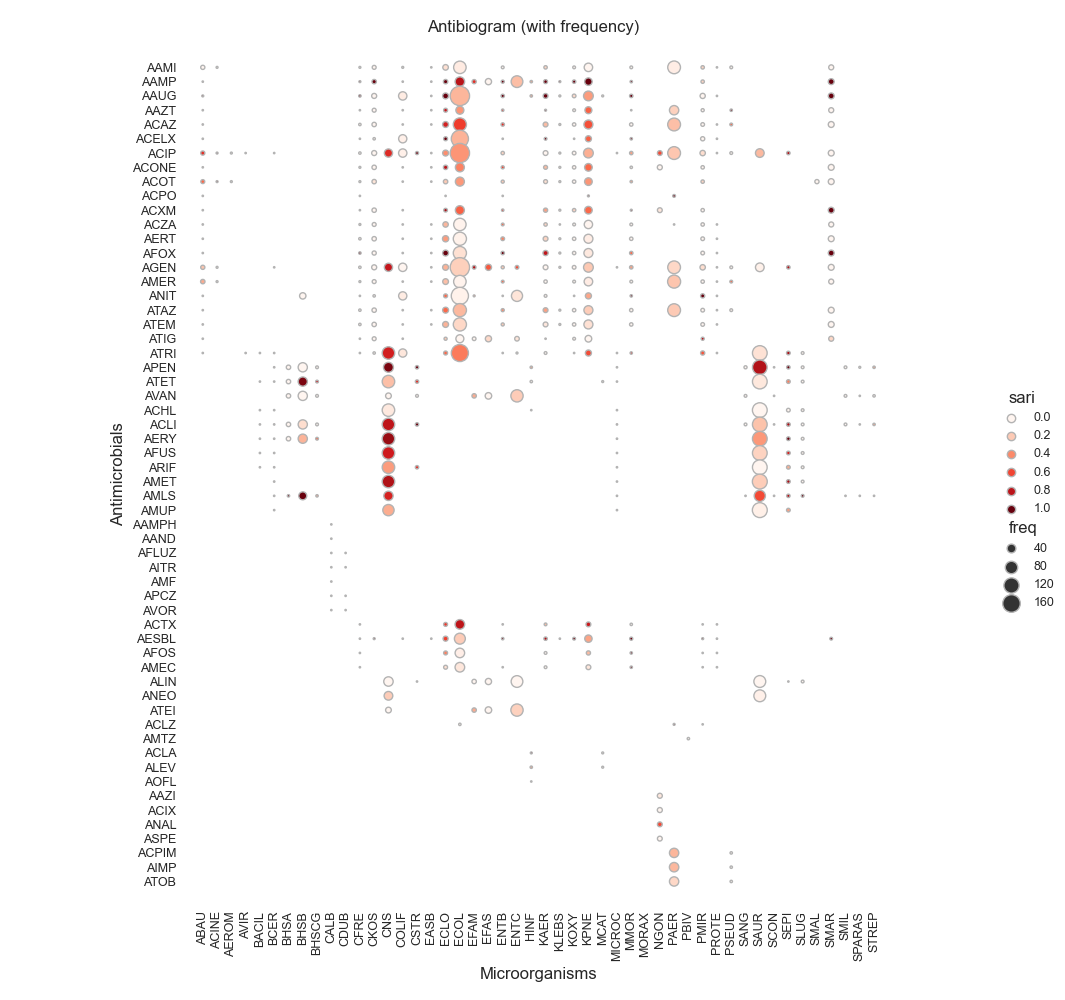 Antibiogram (with frequency)
AAMI
AAMP
AAUG
AAZT
ACAZ
ACELX
ACIP
ACONE
ACOT
ACPO
ACXM
ACZA
AERT
AFOX
AGEN
AMER
ANIT
ATAZ
ATEM
ATIG
ATRI
APEN
ATET
AVAN
ACHL
ACLI
AERY
AFUS
ARIF
AMET
AMLS
AMUP
AAMPH
AAND
AFLUZ
AITR
AMF
APCZ
AVOR
ACTX
AESBL
AFOS
AMEC
ALIN
ANEO
ATEI
ACLZ
AMTZ
ACLA
ALEV
AOFL
AAZI
ACIX
ANAL
ASPE
ACPIM
AIMP
ATOB
Antimicrobials
sari
0.0
0.2
0.4
0.6
0.8
1.0
freq
40
80
120
160
ABAU
ACINE
AEROM
AVIR
BACIL
BCER
BHSA
BHSB
BHSCG
CALB
CDUB
CFRE
CKOS
CNS
COLIF
CSTR
EASB
ECLO
ECOL
EFAM
EFAS
ENTB
ENTC
HINF
KAER
KLEBS
KOXY
KPNE
MCAT
MICROC
MMOR
MORAX
NGON
PAER
PBIV
PMIR
PROTE
PSEUD
SANG
SAUR
SCON
SEPI
SLUG
SMAL
SMAR
SMIL
SPARAS
STREP
Microorganisms